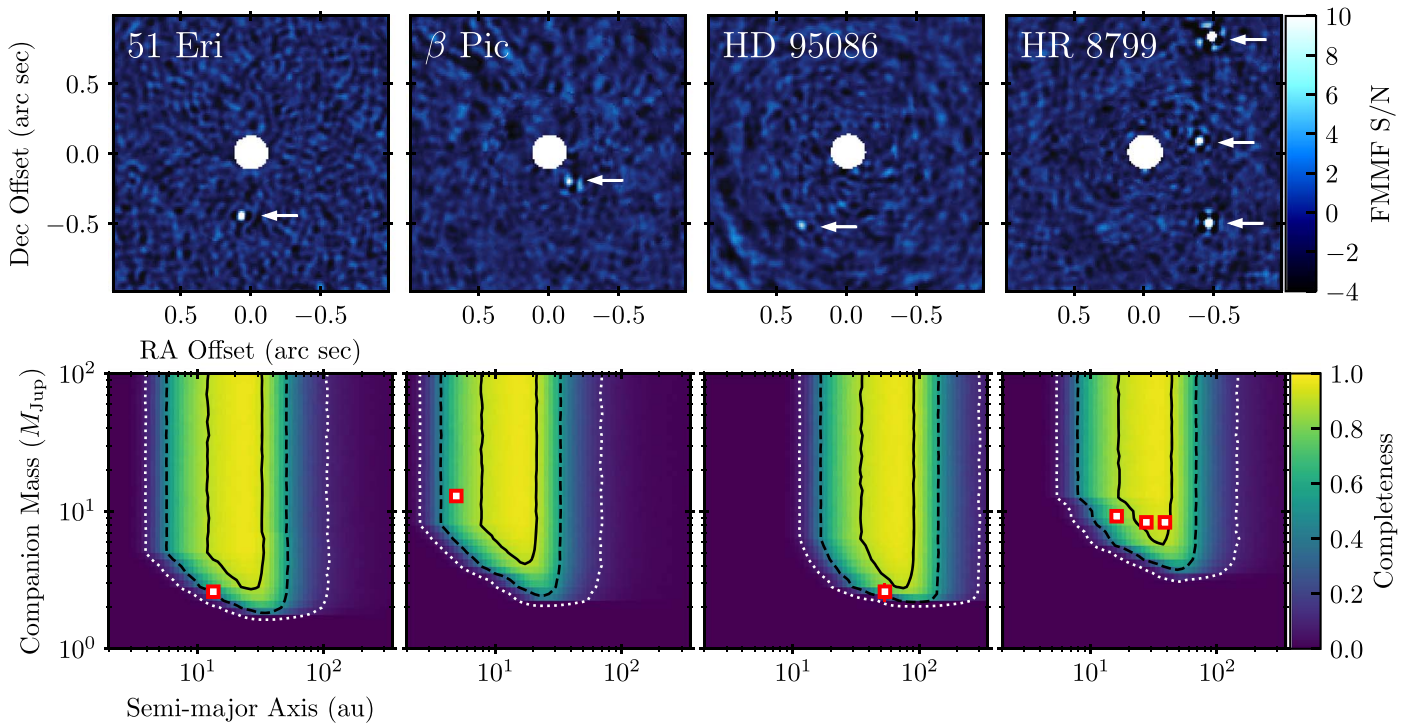 51 Eri
β Pic
HD 95086
HR 8799
Dec Offset (arc sec)
0.5
0.0
−0.5
0.5 0.0 −0.5
0.5 0.0 −0.5
0.5 0.0 −0.5
0.5 0.0 −0.5
RA Offset (arc sec)
10
8
6
4
2
0
−2
−4
FMMF S/N
Companion Mass (M_Jup)
10²
10¹
10⁰
10¹ 10²
10¹ 10²
10¹ 10²
10¹ 10²
Semi-major Axis (au)
1.0
0.8
0.6
0.4
0.2
0.0
Completeness